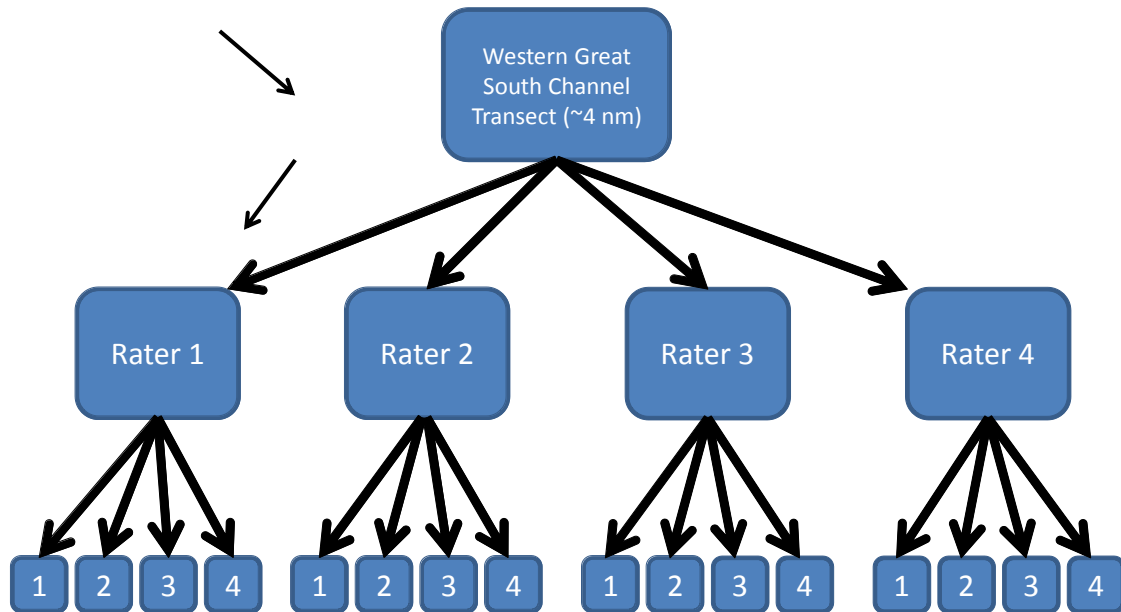 Western Great
South Channel
Transect (~4 nm)
Rater 1
Rater 2
Rater 3
Rater 4
1 2 3 4
1 2 3 4
1 2 3 4
1 2 3 4